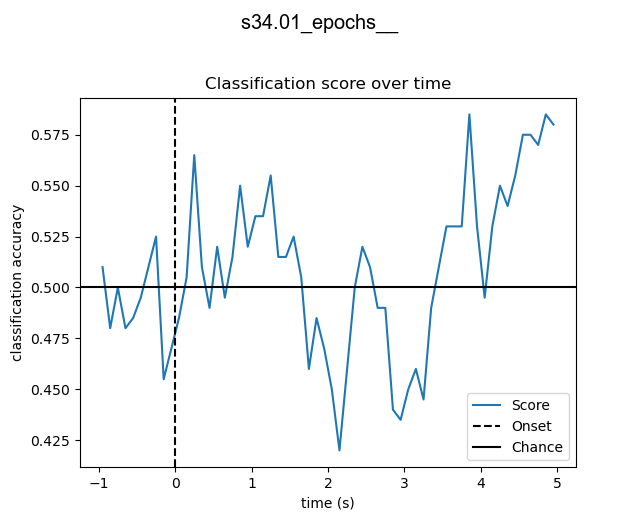 s34.01_epochs__
Classification score over time
classification accuracy
0.575
0.550
0.525
0.500
0.475
0.450
0.425
−1
0
1
2
3
4
5
time (s)
Score
Onset
Chance